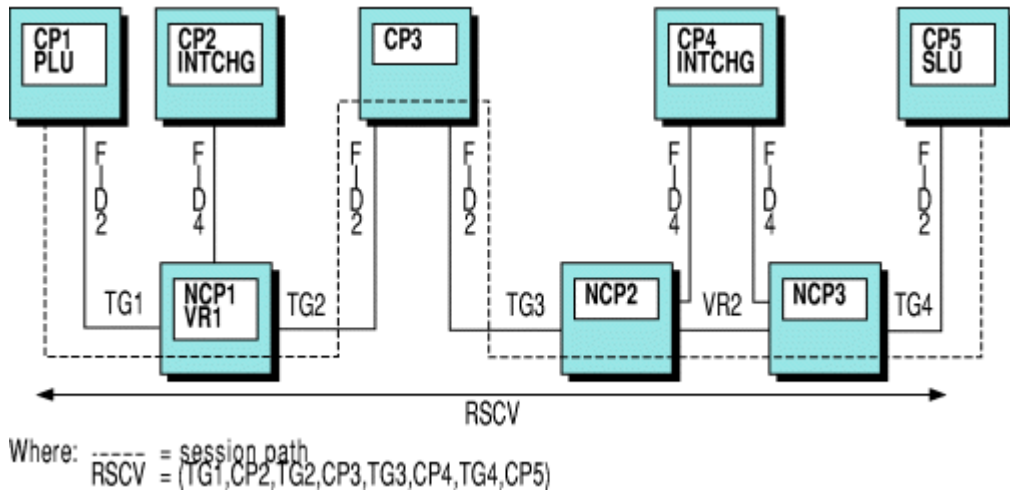 CP1
PLU
CP2
INTCHG
CP3
CP4
INTCHG
CP5
SLU
FID2
FID4
FID2
FID2
FID4
FID4
FID2
TG1
NCP1
VR1
TG2
TG3
NCP2
VR2
NCP3
TG4
RSCV
Where: ----- = session path
RSCV = (TG1,CP2,TG2,CP3,TG3,CP4,TG4,CP5)